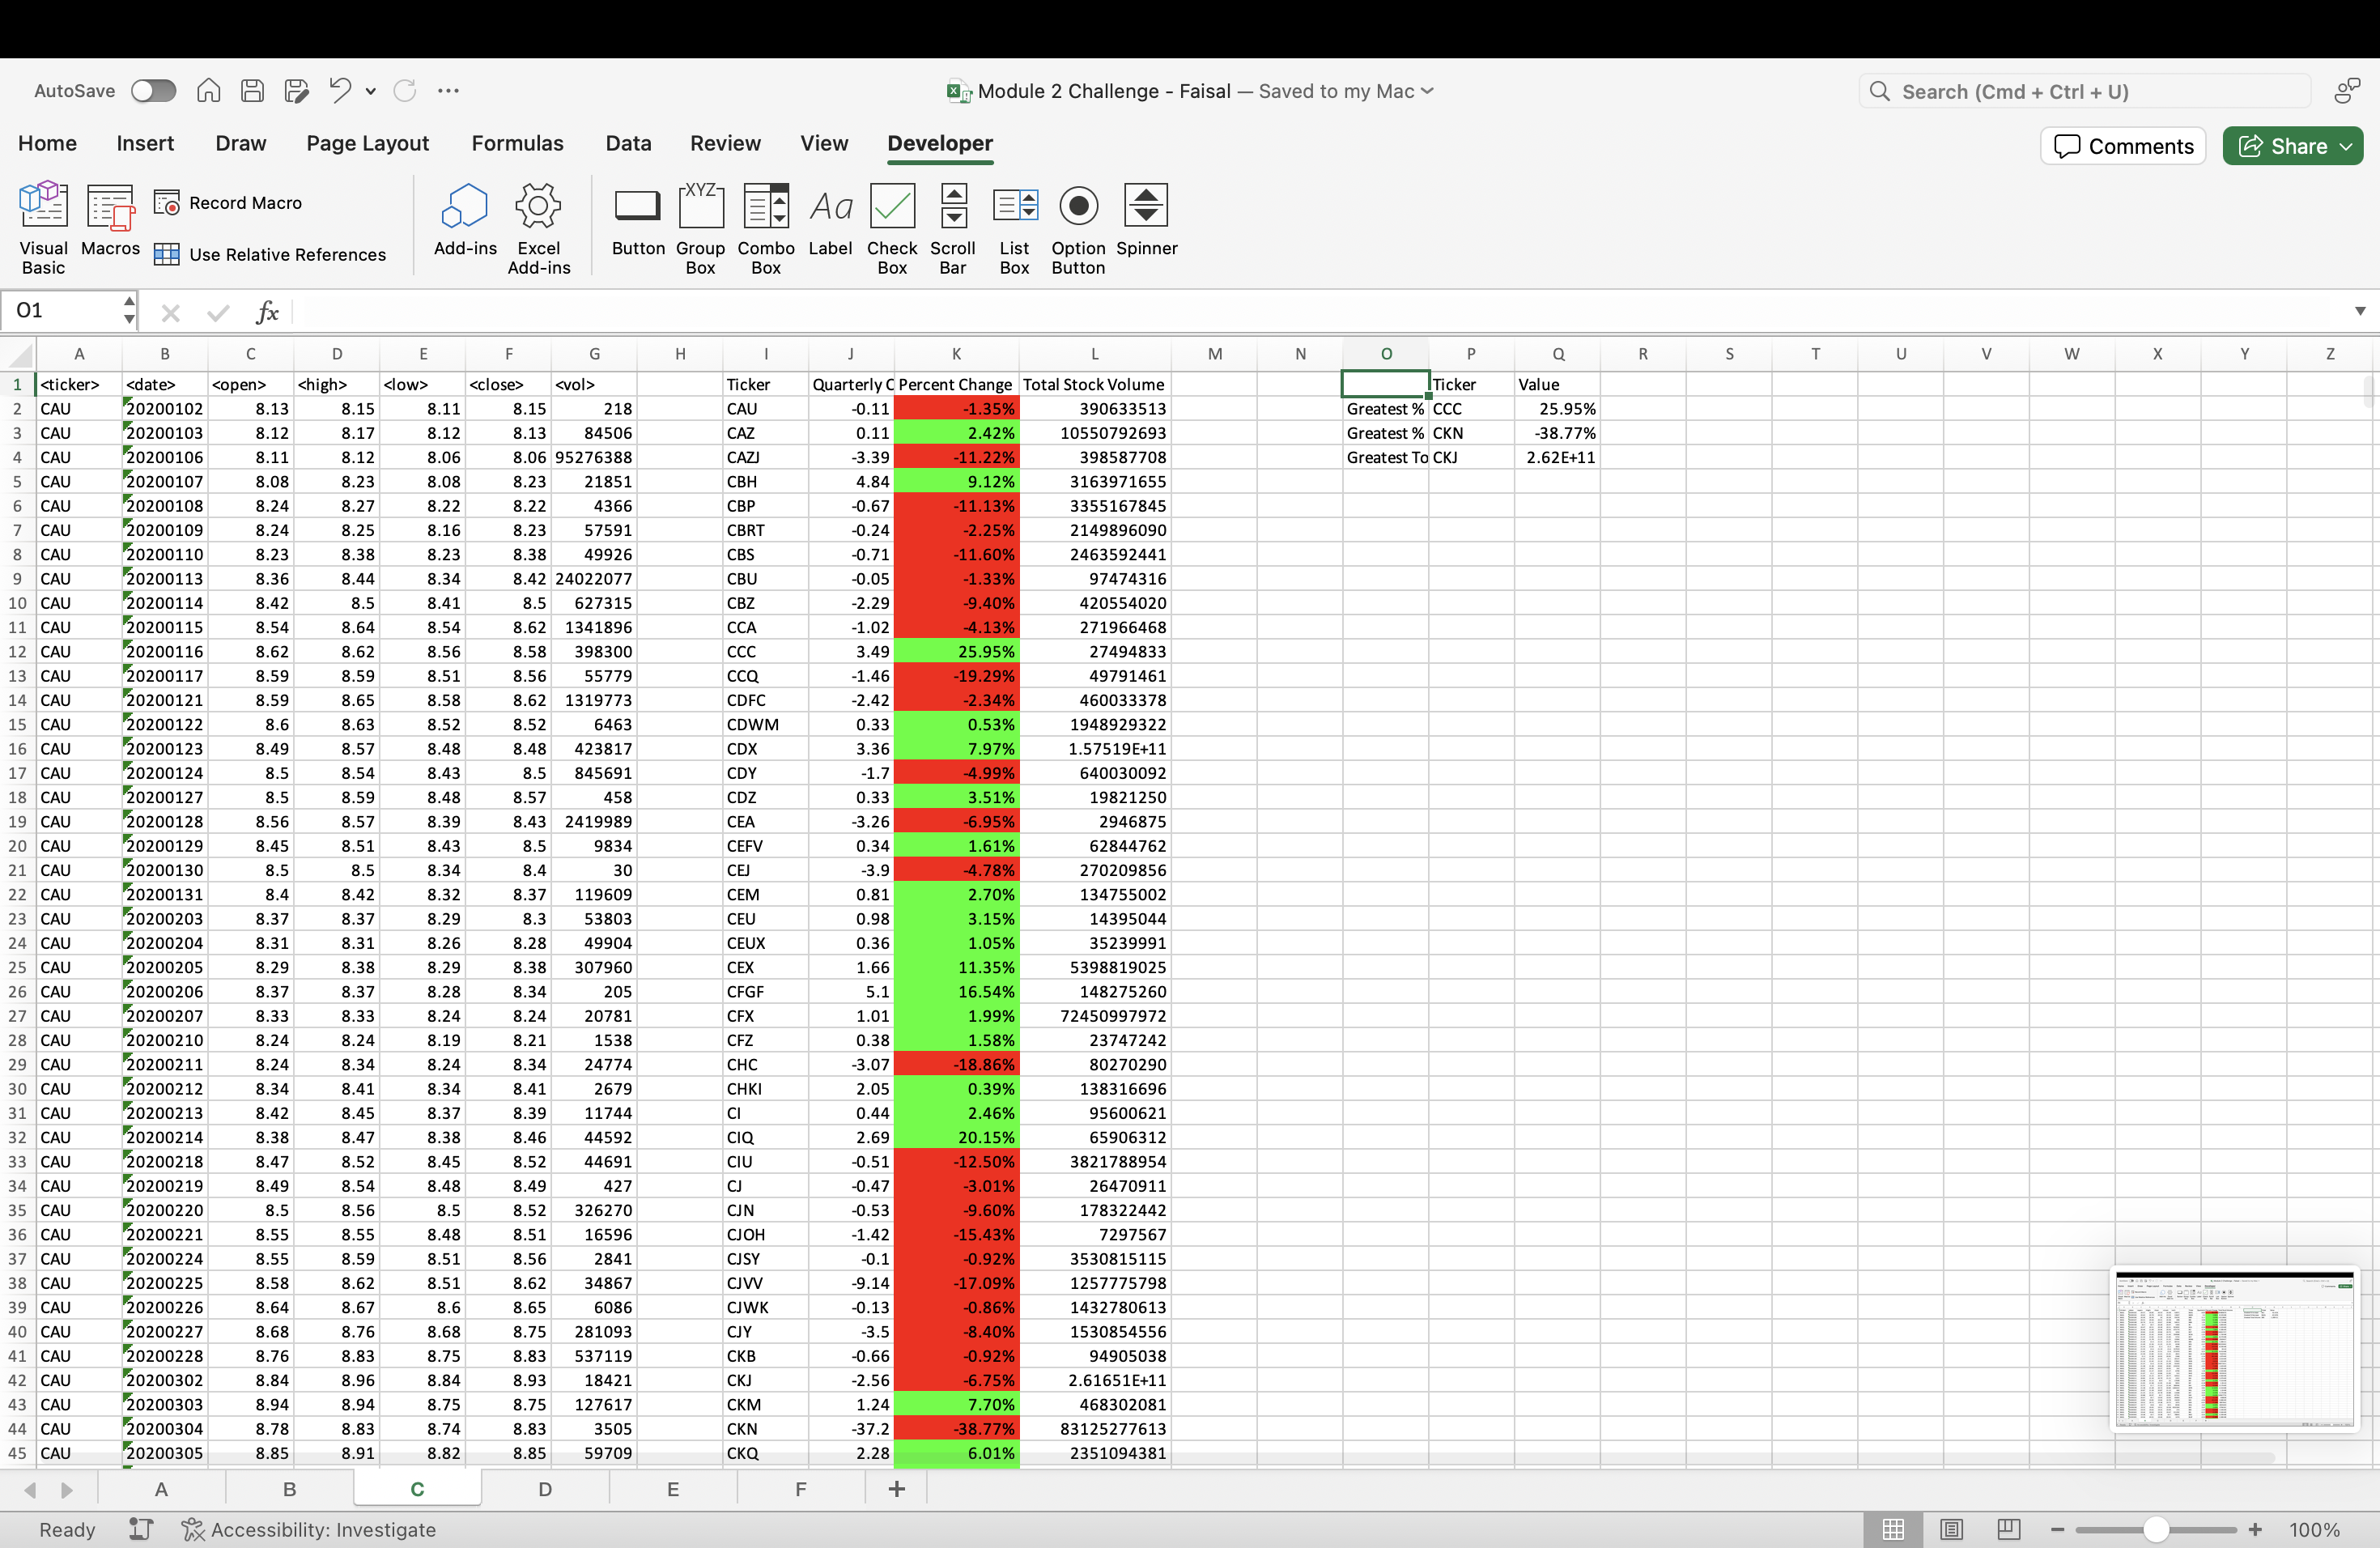 AutoSave
Module 2 Challenge - Faisal — Saved to my Mac
Search (Cmd + Ctrl + U)
Home Insert Draw Page Layout Formulas Data Review View Developer
Comments Share
Visual Basic Macros Record Macro Use Relative References
Add-ins Excel Add-ins
XYZ Aa
Button Group Box Combo Box Label Check Box Scroll Bar List Box Option Button Spinner
O1 fx
A B C D E F G H I J K L M N O P Q R S T U V W X Y Z
1 <ticker> <date> <open> <high> <low> <close> <vol> Ticker Quarterly C Percent Change Total Stock Volume Ticker Value
2 CAU 20200102 8.13 8.15 8.11 8.15 218 CAU -0.11 -1.35% 390633513 Greatest % CCC 25.95%
3 CAU 20200103 8.12 8.17 8.12 8.13 84506 CAZ 0.11 2.42% 10550792693 Greatest % CKN -38.77%
4 CAU 20200106 8.11 8.12 8.06 8.06 95276388 CAZJ -3.39 -11.22% 398587708 Greatest To CKJ 2.62E+11
5 CAU 20200107 8.08 8.23 8.08 8.23 21851 CBH 4.84 9.12% 3163971655
6 CAU 20200108 8.24 8.27 8.22 8.22 4366 CBP -0.67 -11.13% 3355167845
7 CAU 20200109 8.24 8.25 8.16 8.23 57591 CBRT -0.24 -2.25% 2149896090
8 CAU 20200110 8.23 8.38 8.23 8.38 49926 CBS -0.71 -11.60% 2463592441
9 CAU 20200113 8.36 8.44 8.34 8.42 24022077 CBU -0.05 -1.33% 97474316
10 CAU 20200114 8.42 8.5 8.41 8.5 627315 CBZ -2.29 -9.40% 420554020
11 CAU 20200115 8.54 8.64 8.54 8.62 1341896 CCA -1.02 -4.13% 271966468
12 CAU 20200116 8.62 8.62 8.56 8.58 398300 CCC 3.49 25.95% 27494833
13 CAU 20200117 8.59 8.59 8.51 8.56 55779 CCQ -1.46 -19.29% 49791461
14 CAU 20200121 8.59 8.65 8.58 8.62 1319773 CDFC -2.42 -2.34% 460033378
15 CAU 20200122 8.6 8.63 8.52 8.52 6463 CDWM 0.33 0.53% 1948929322
16 CAU 20200123 8.49 8.57 8.48 8.48 423817 CDX 3.36 7.97% 1.57519E+11
17 CAU 20200124 8.5 8.54 8.43 8.5 845691 CDY -1.7 -4.99% 640030092
18 CAU 20200127 8.5 8.59 8.48 8.57 458 CDZ 0.33 3.51% 19821250
19 CAU 20200128 8.56 8.57 8.39 8.43 2419989 CEA -3.26 -6.95% 2946875
20 CAU 20200129 8.45 8.51 8.43 8.5 9834 CEFV 0.34 1.61% 62844762
21 CAU 20200130 8.5 8.5 8.34 8.4 30 CEJ -3.9 -4.78% 270209856
22 CAU 20200131 8.4 8.42 8.32 8.37 119609 CEM 0.81 2.70% 134755002
23 CAU 20200203 8.37 8.37 8.29 8.3 53803 CEU 0.98 3.15% 14395044
24 CAU 20200204 8.31 8.31 8.26 8.28 49904 CEUX 0.36 1.05% 35239991
25 CAU 20200205 8.29 8.38 8.29 8.38 307960 CEX 1.66 11.35% 5398819025
26 CAU 20200206 8.37 8.37 8.28 8.34 205 CFGF 5.1 16.54% 148275260
27 CAU 20200207 8.33 8.33 8.24 8.24 20781 CFX 1.01 1.99% 72450997972
28 CAU 20200210 8.24 8.24 8.19 8.21 1538 CFZ 0.38 1.58% 23747242
29 CAU 20200211 8.24 8.34 8.24 8.34 24774 CHC -3.07 -18.86% 80270290
30 CAU 20200212 8.34 8.41 8.34 8.41 2679 CHKI 2.05 0.39% 138316696
31 CAU 20200213 8.42 8.45 8.37 8.39 11744 CI 0.44 2.46% 95600621
32 CAU 20200214 8.38 8.47 8.38 8.46 44592 CIQ 2.69 20.15% 65906312
33 CAU 20200218 8.47 8.52 8.45 8.52 44691 CIU -0.51 -12.50% 3821788954
34 CAU 20200219 8.49 8.54 8.48 8.49 427 CJ -0.47 -3.01% 26470911
35 CAU 20200220 8.5 8.56 8.5 8.52 326270 CJN -0.53 -9.60% 178322442
36 CAU 20200221 8.55 8.55 8.48 8.51 16596 CJOH -1.42 -15.43% 7297567
37 CAU 20200224 8.55 8.59 8.51 8.56 2841 CJSY -0.1 -0.92% 3530815115
38 CAU 20200225 8.58 8.62 8.51 8.62 34867 CJVV -9.14 -17.09% 1257775798
39 CAU 20200226 8.64 8.67 8.6 8.65 6086 CJWK -0.13 -0.86% 1432780613
40 CAU 20200227 8.68 8.76 8.68 8.75 281093 CJY -3.5 -8.40% 1530854556
41 CAU 20200228 8.76 8.83 8.75 8.83 537119 CKB -0.66 -0.92% 94905038
42 CAU 20200302 8.84 8.96 8.84 8.93 18421 CKJ -2.56 -6.75% 2.61651E+11
43 CAU 20200303 8.94 8.94 8.75 8.75 127617 CKM 1.24 7.70% 468302081
44 CAU 20200304 8.78 8.83 8.74 8.83 3505 CKN -37.2 -38.77% 83125277613
45 CAU 20200305 8.85 8.91 8.82 8.85 59709 CKQ 2.28 6.01% 2351094381
A B C D E F +
Ready Accessibility: Investigate 100%